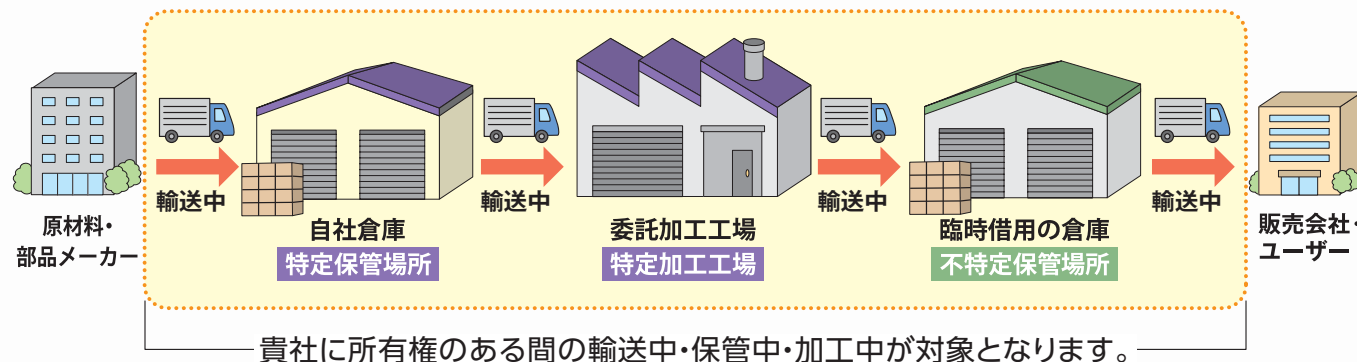 輸送中
輸送中
輸送中
輸送中
原材料・
部品メーカー
自社倉庫
特定保管場所
委託加工工場
特定加工工場
臨時借用の倉庫
不特定保管場所
販売会社・
ユーザー
貴社に所有権のある間の輸送中・保管中・加工中が対象となります。